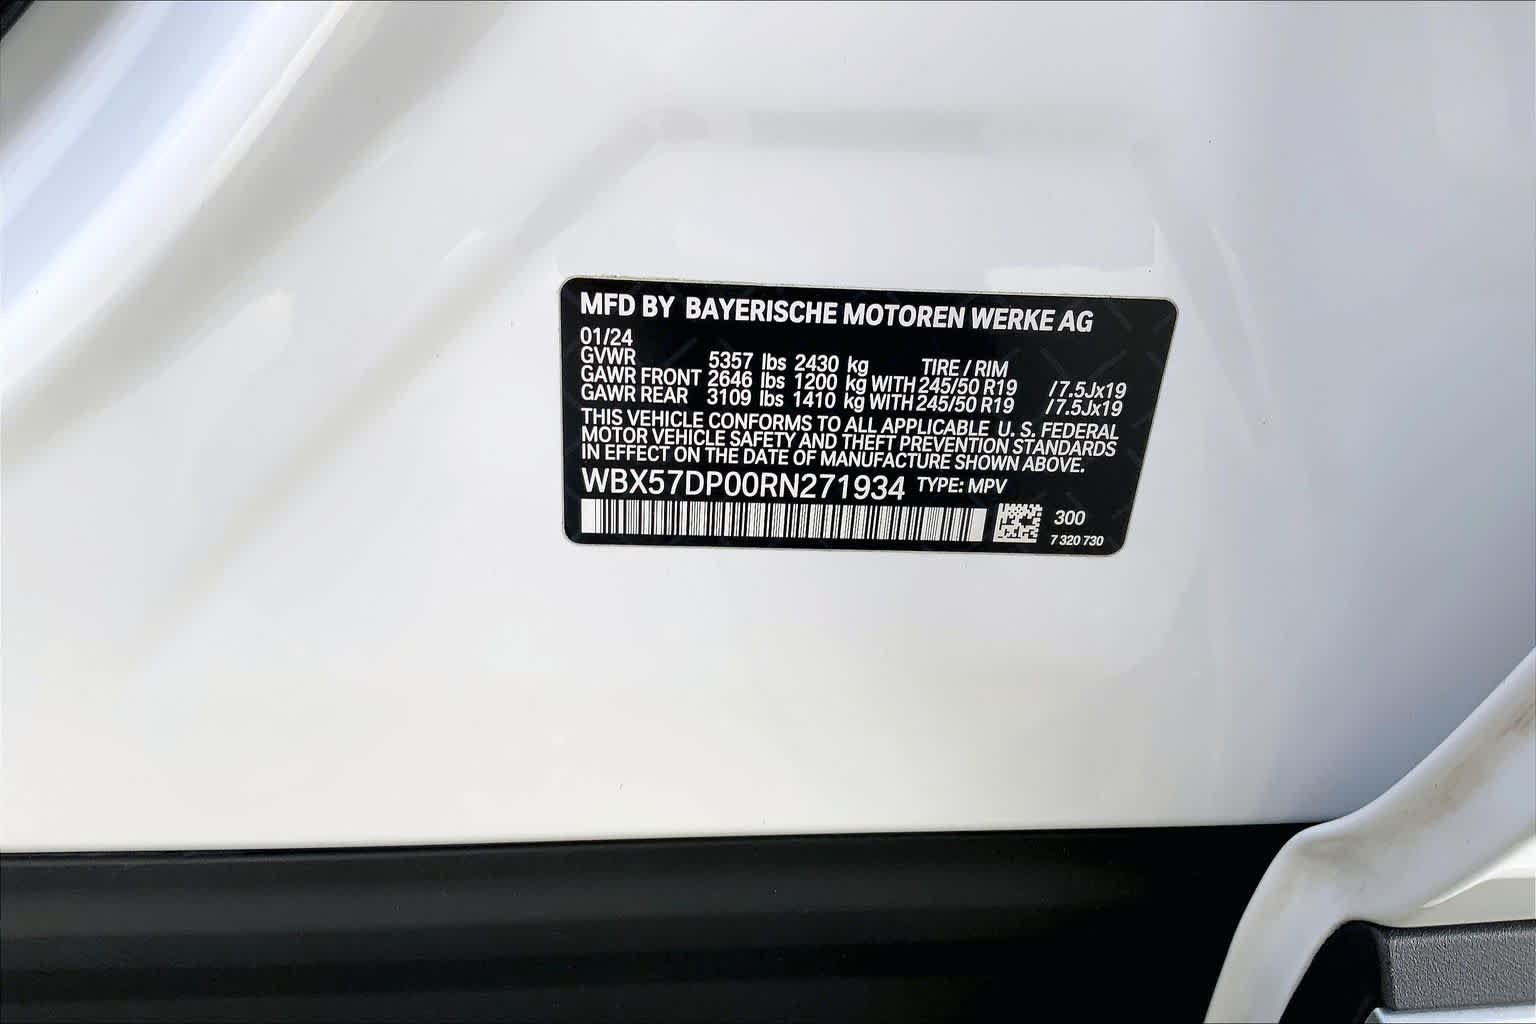 MFD BY BAYERISCHE MOTOREN WERKE AG
01/24
GVWR 5357 lbs 2430 kg TIRE / RIM
GAWR FRONT 2646 lbs 1200 kg WITH 245/50 R19 /7.5Jx19
GAWR REAR 3109 lbs 1410 kg WITH 245/50 R19 /7.5Jx19
THIS VEHICLE CONFORMS TO ALL APPLICABLE U. S. FEDERAL
MOTOR VEHICLE SAFETY AND THEFT PREVENTION STANDARDS
IN EFFECT ON THE DATE OF MANUFACTURE SHOWN ABOVE.
WBX57DP00RN271934 TYPE: MPV
300
7 320 730